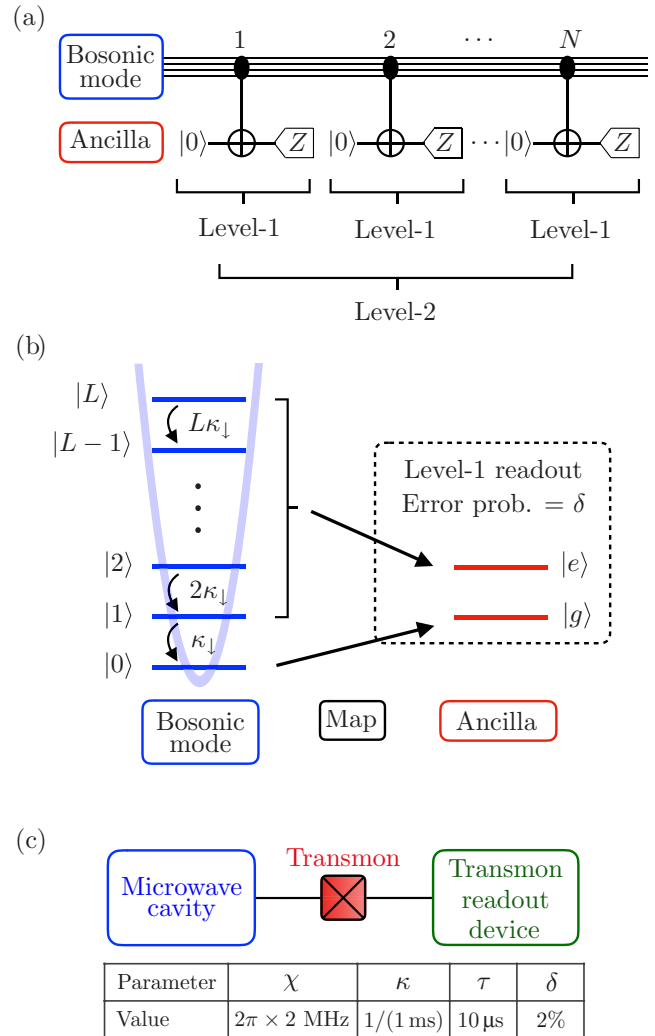 (a)
Bosonic mode
1 2 ⋯ N
Ancilla
|0⟩ Z |0⟩ Z ⋯ |0⟩ Z
Level-1 Level-1 Level-1
Level-2
(b)
|L⟩
Lκ↓
|L − 1⟩
Level-1 readout
Error prob. = δ
|2⟩
2κ↓
|e⟩
|1⟩
|g⟩
κ↓
|0⟩
Bosonic mode
Map
Ancilla
(c)
Transmon
Microwave cavity
Transmon readout device
Parameter χ κ τ δ
Value 2π × 2 MHz 1/(1 ms) 10 µs 2%